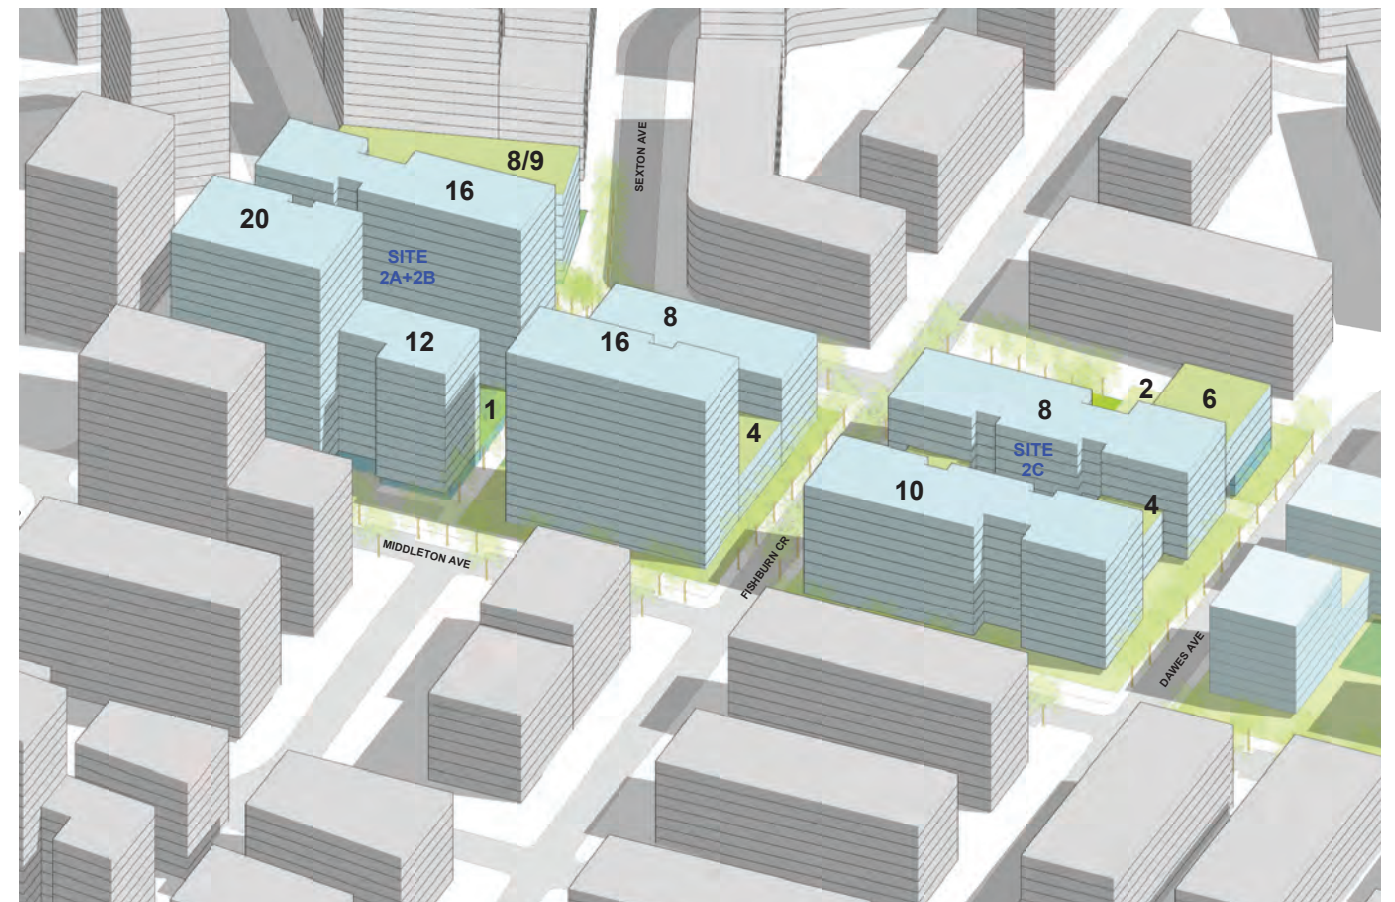 SEXTON AVE
8/9
16
20
SITE
2A+2B
8
16
12
1
4
2
6
8
SITE
2C
10
4
MIDDLETON AVE
FISHBURN CR
DAWES AVE